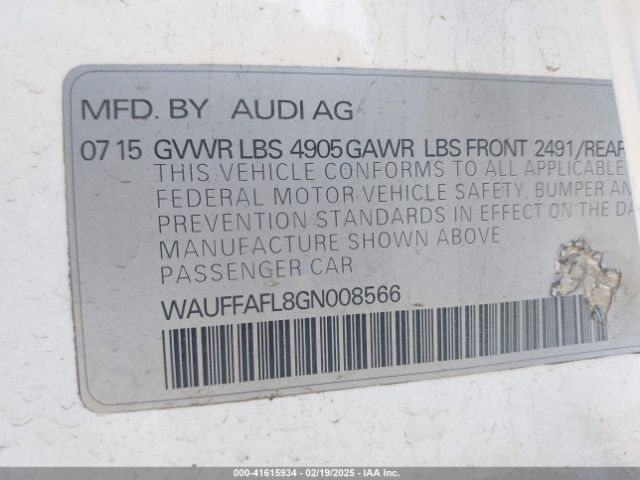 MFD. BY AUDI AG
07 15 GVWR LBS 4905 GAWR LBS FRONT 2491/REAR
THIS VEHICLE CONFORMS TO ALL APPLICABLE
FEDERAL MOTOR VEHICLE SAFETY, BUMPER AN
PREVENTION STANDARDS IN EFFECT ON THE DA
MANUFACTURE SHOWN ABOVE
PASSENGER CAR
WAUFFAFL8GN008566
000-41615934 - 02/19/2025 - IAA Inc.